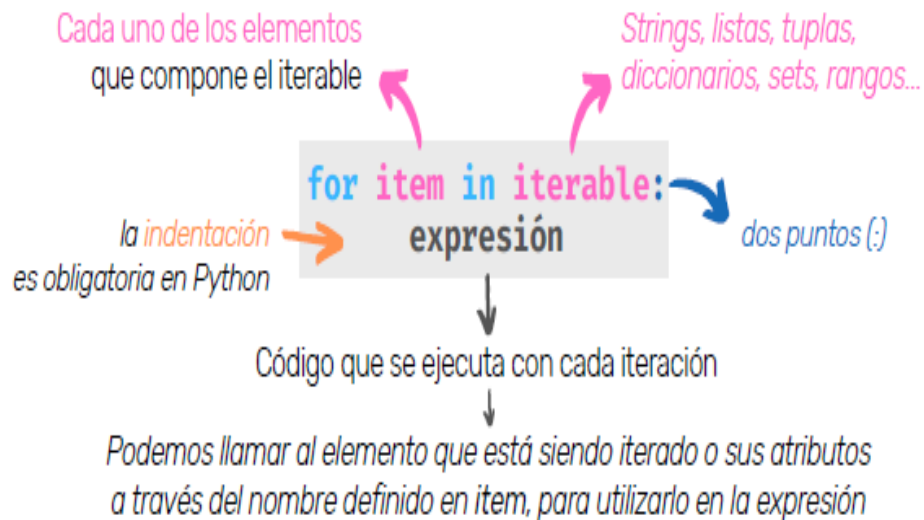 Cada uno de los elementos
que compone el iterable
Strings, listas, tuplas,
diccionarios, sets, rangos...
for item in iterable:
expresión
la indentación
es obligatoria en Python
dos puntos (:)
Código que se ejecuta con cada iteración
Podemos llamar al elemento que está siendo iterado o sus atributos
a través del nombre definido en item, para utilizarlo en la expresión